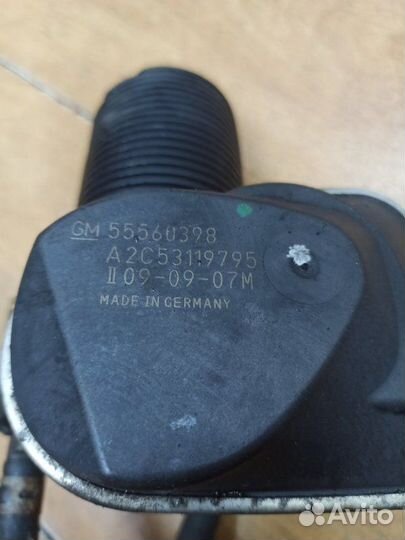 GM 55560398
A2C53119795
II 09-09-07M
MADE IN GERMANY
Avito